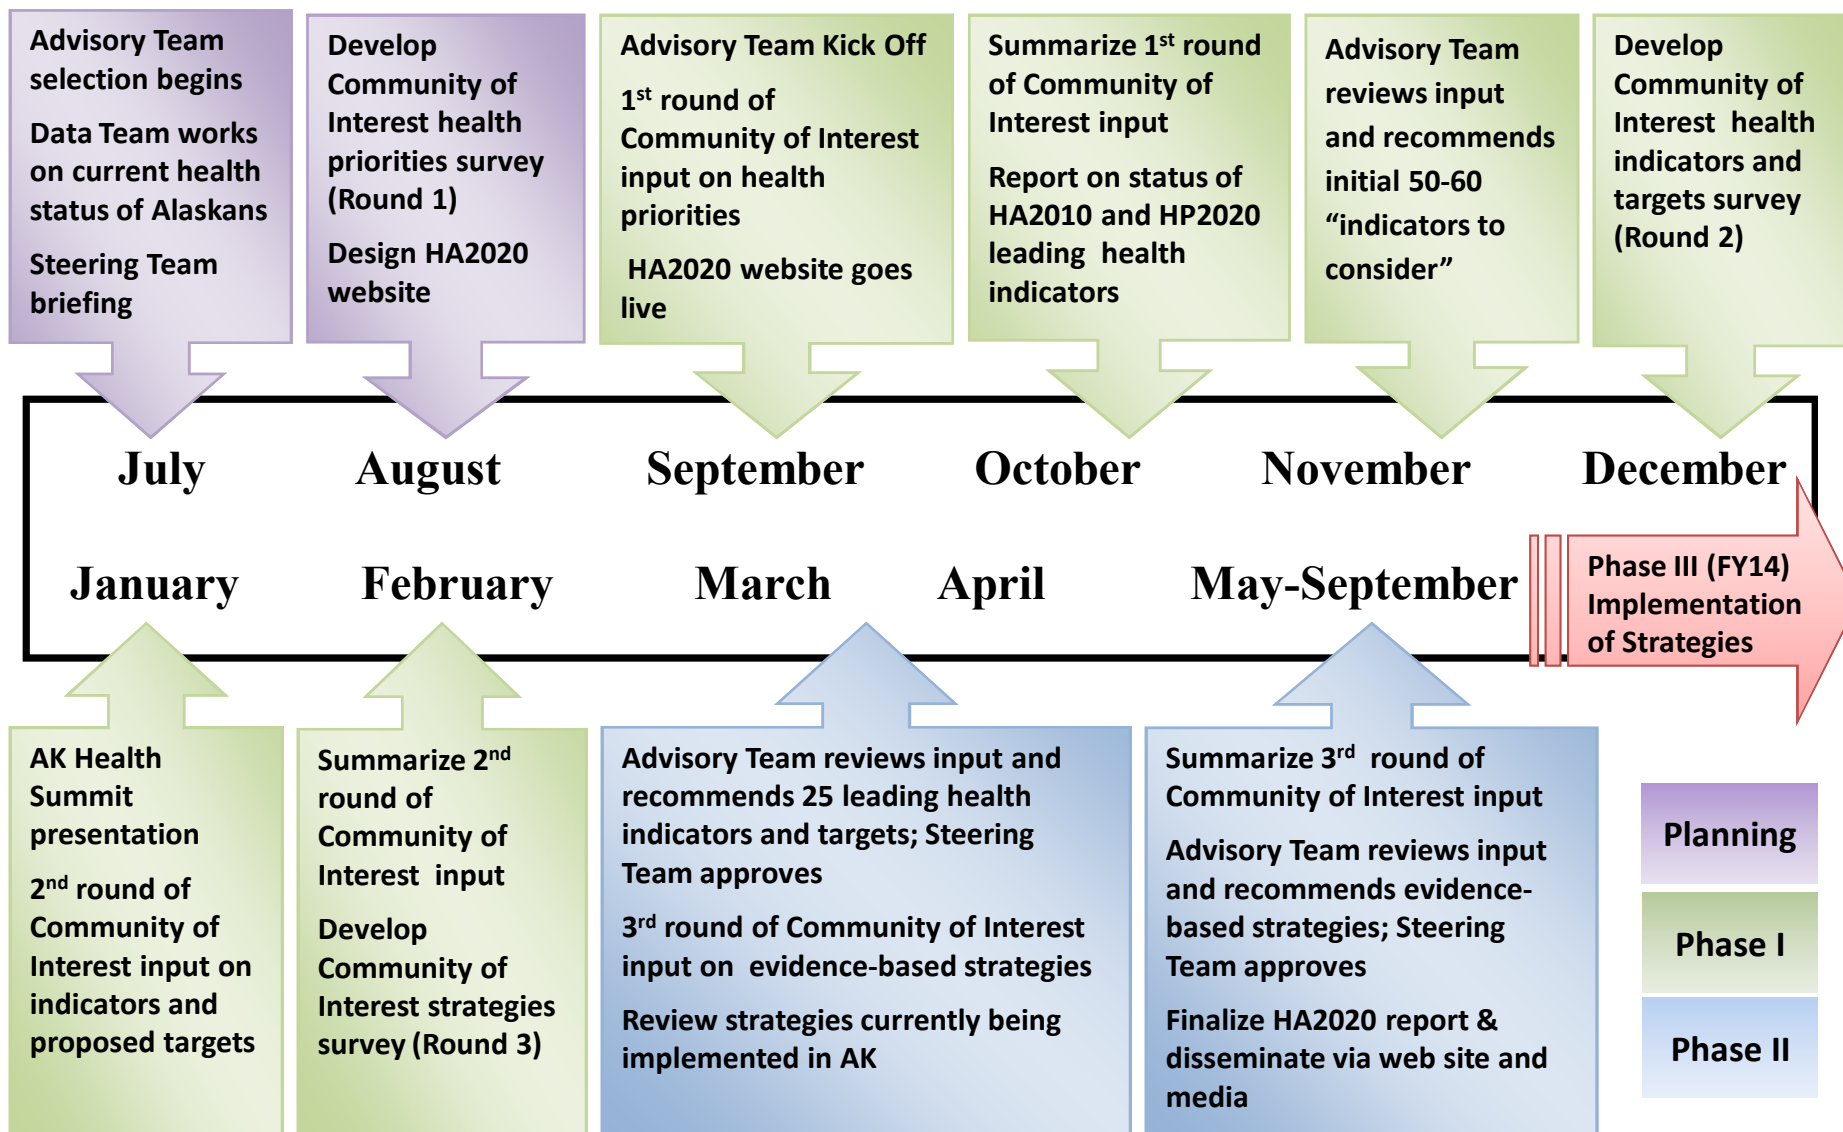 Advisory Team
selection begins
Data Team works
on current health
status of Alaskans
Steering Team
briefing
Develop
Community of
Interest health
priorities survey
(Round 1)
Design HA2020
website
Advisory Team Kick Off
1st round of
Community of Interest
input on health
priorities
HA2020 website goes
live
Summarize 1st round
of Community of
Interest input
Report on status of
HA2010 and HP2020
leading health
indicators
Advisory Team
reviews input
and recommends
initial 50-60
“indicators to
consider”
Develop
Community of
Interest health
indicators and
targets survey
(Round 2)
July August September October November December
January February March April May-September
Phase III (FY14)
Implementation
of Strategies
AK Health
Summit
presentation
2nd round of
Community of
Interest input on
indicators and
proposed targets
Summarize 2nd
round of
Community of
Interest input
Develop
Community of
Interest strategies
survey (Round 3)
Advisory Team reviews input and
recommends 25 leading health
indicators and targets; Steering
Team approves
3rd round of Community of Interest
input on evidence-based strategies
Review strategies currently being
implemented in AK
Summarize 3rd round of
Community of Interest input
Advisory Team reviews input
and recommends evidence-
based strategies; Steering
Team approves
Finalize HA2020 report &
disseminate via web site and
media
Planning
Phase I
Phase II